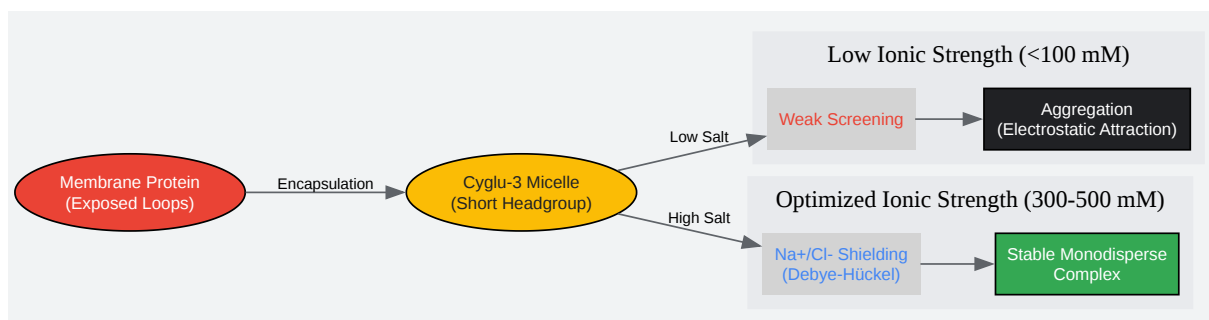 Low Ionic Strength (<100 mM)
Weak Screening
Aggregation
(Electrostatic Attraction)
Low Salt
Membrane Protein
(Exposed Loops)
Encapsulation
Cyglu-3 Micelle
(Short Headgroup)
High Salt
Optimized Ionic Strength (300-500 mM)
Na+/Cl- Shielding
(Debye-Hückel)
Stable Monodisperse
Complex